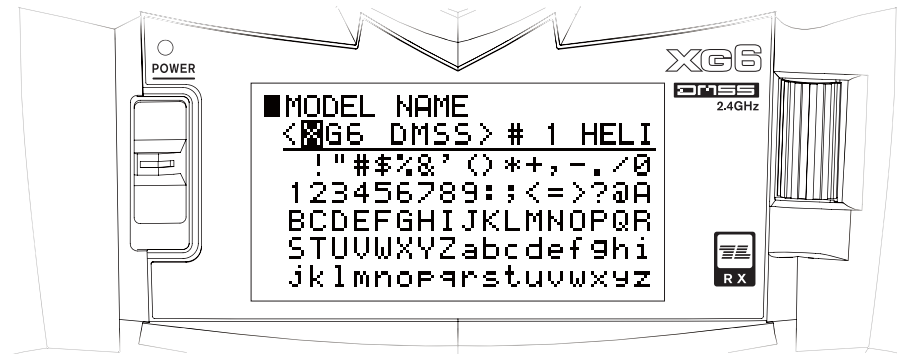 POWER
XG6
DMSS
2.4GHz
■MODEL NAME
<XG6 DMSS> # 1 HELI
!"#$%&’()*+,-./0
123456789:;<=>?@A
BCDEFGHIJKLMNOPQR
STUVWXYZabcdefghi
jklmnopqrstuvwxyz
RX